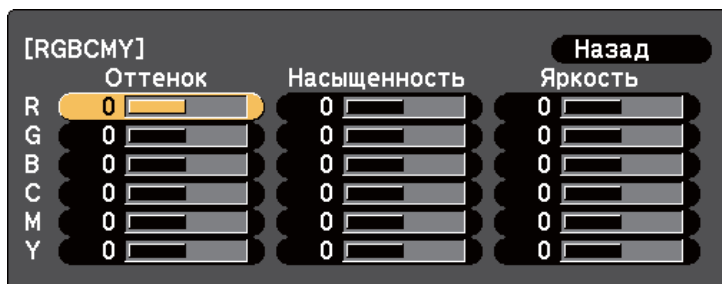 [RGBCMY] Назад
Оттенок Насыщенность Яркость
R 0 0 0
G 0 0 0
B 0 0 0
C 0 0 0
M 0 0 0
Y 0 0 0